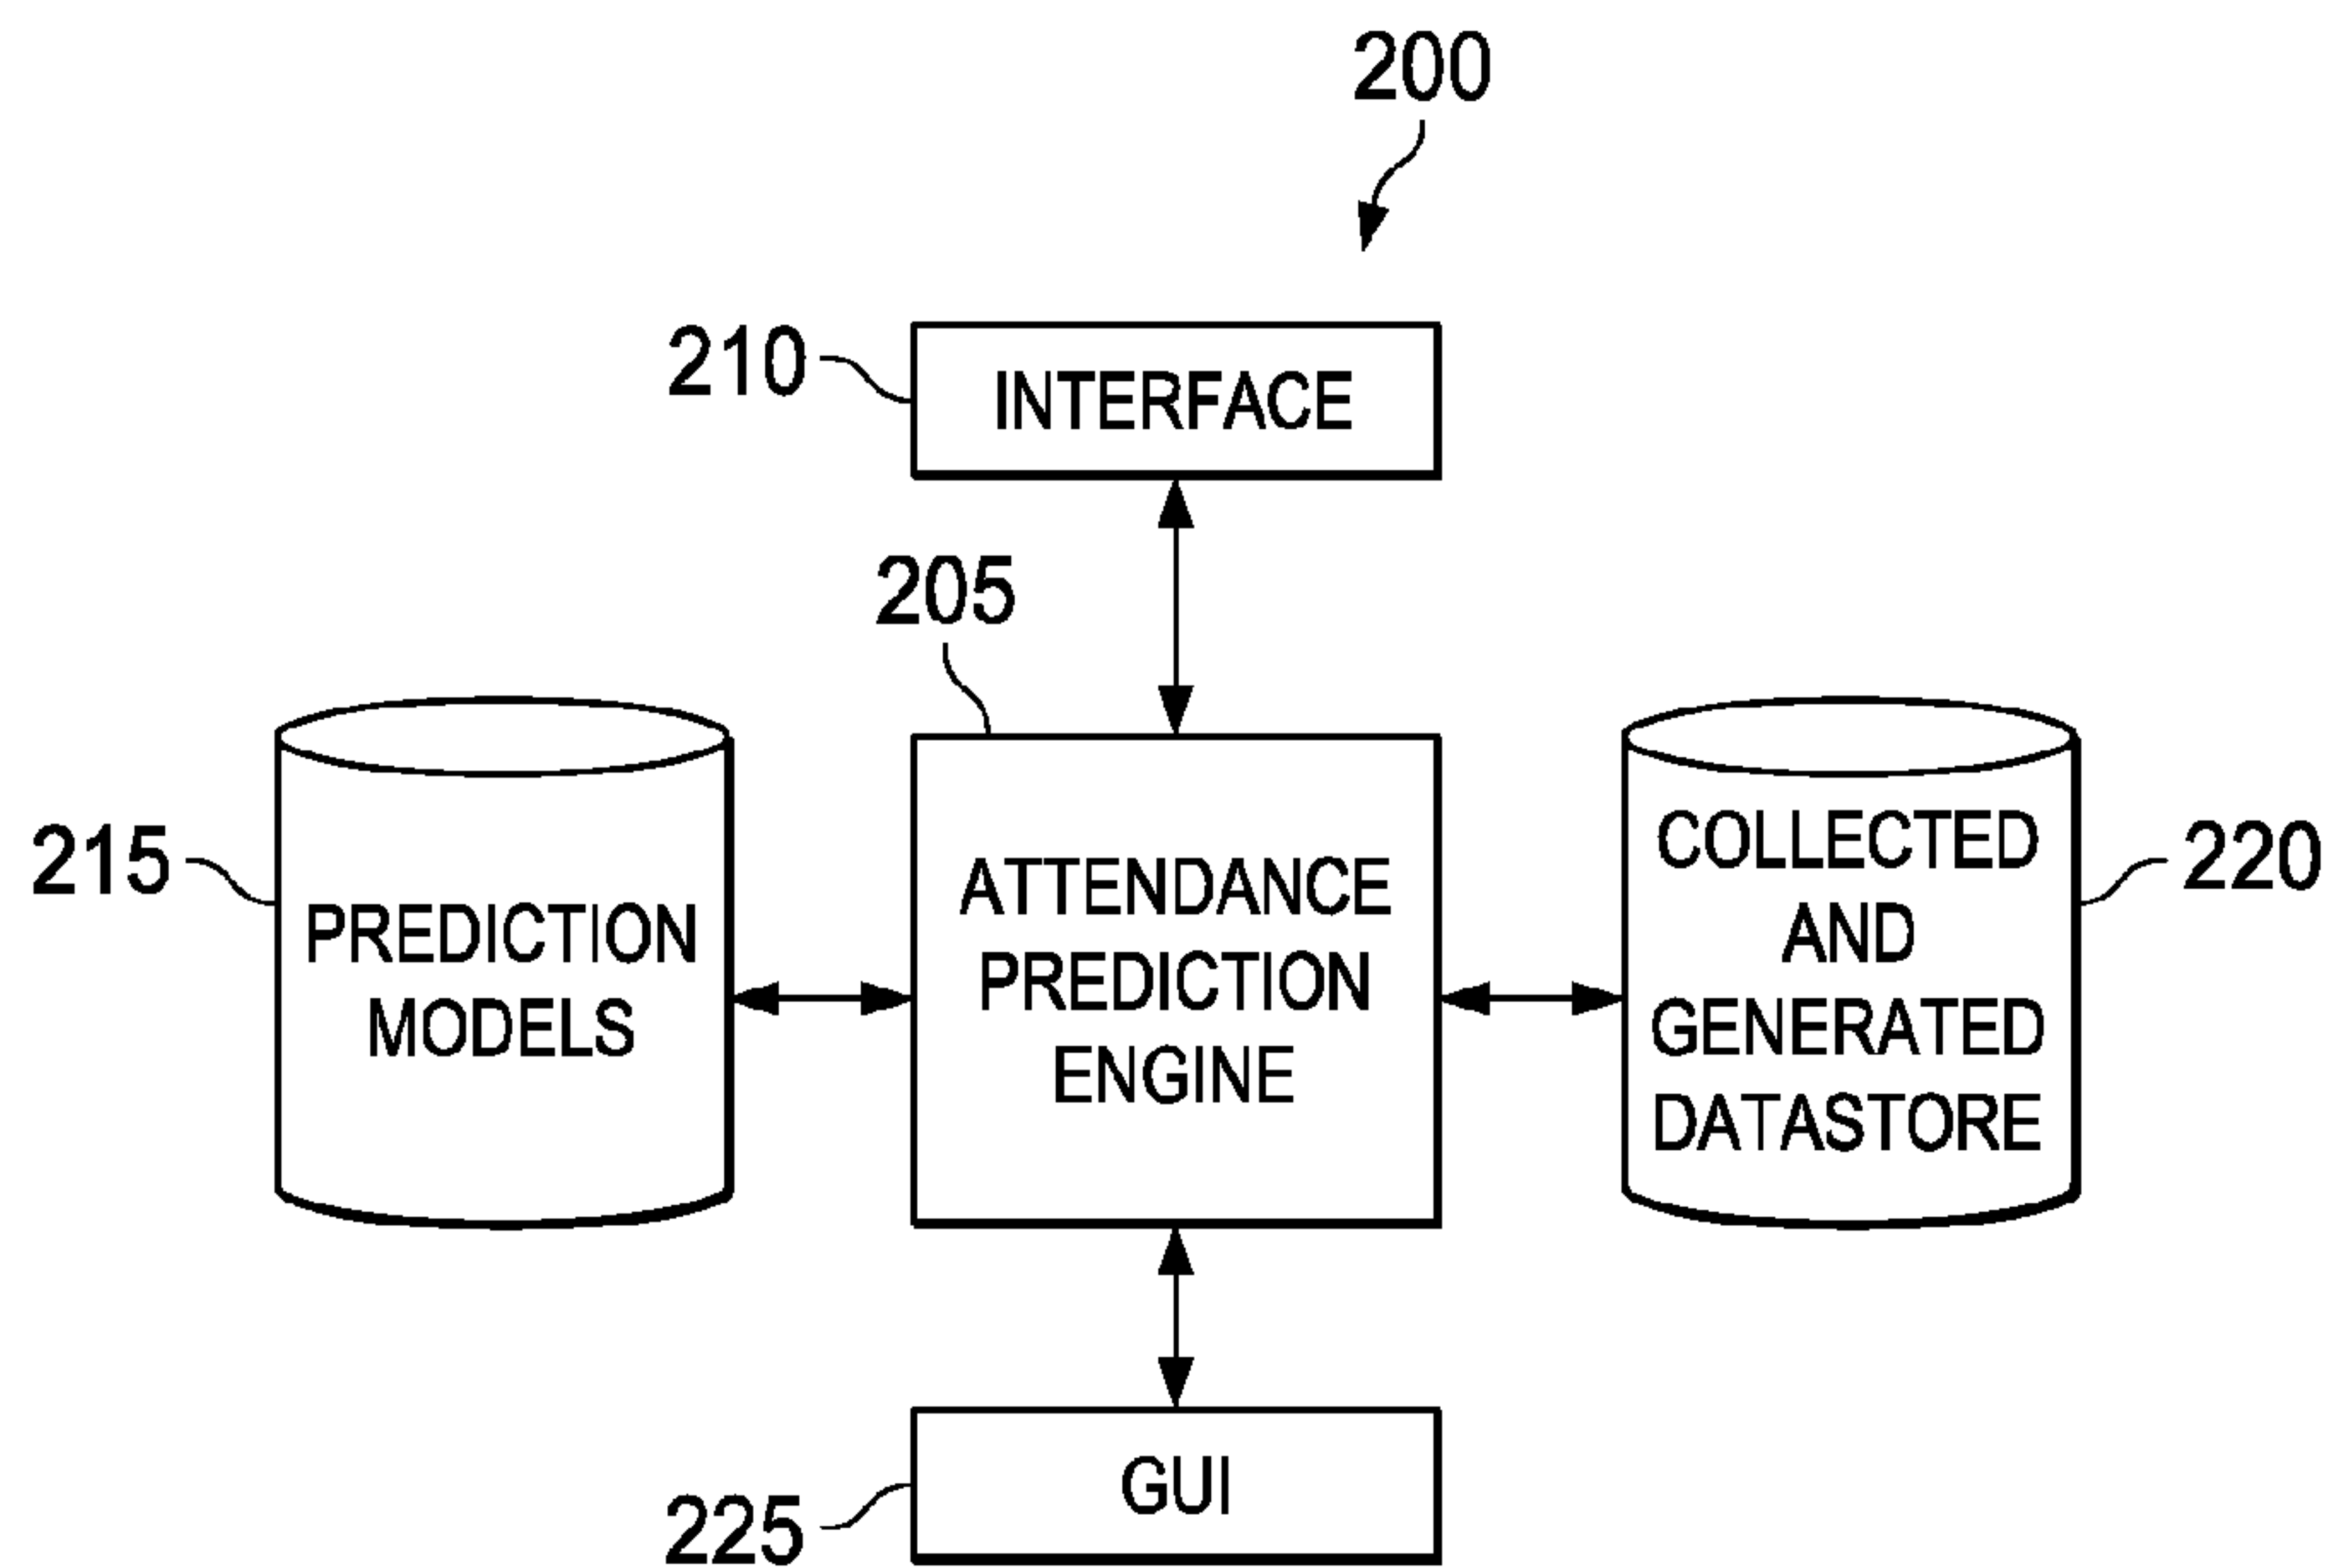 200
210
INTERFACE
205
215
PREDICTION
MODELS
ATTENDANCE
PREDICTION
ENGINE
COLLECTED
AND
GENERATED
DATASTORE
220
GUI
225